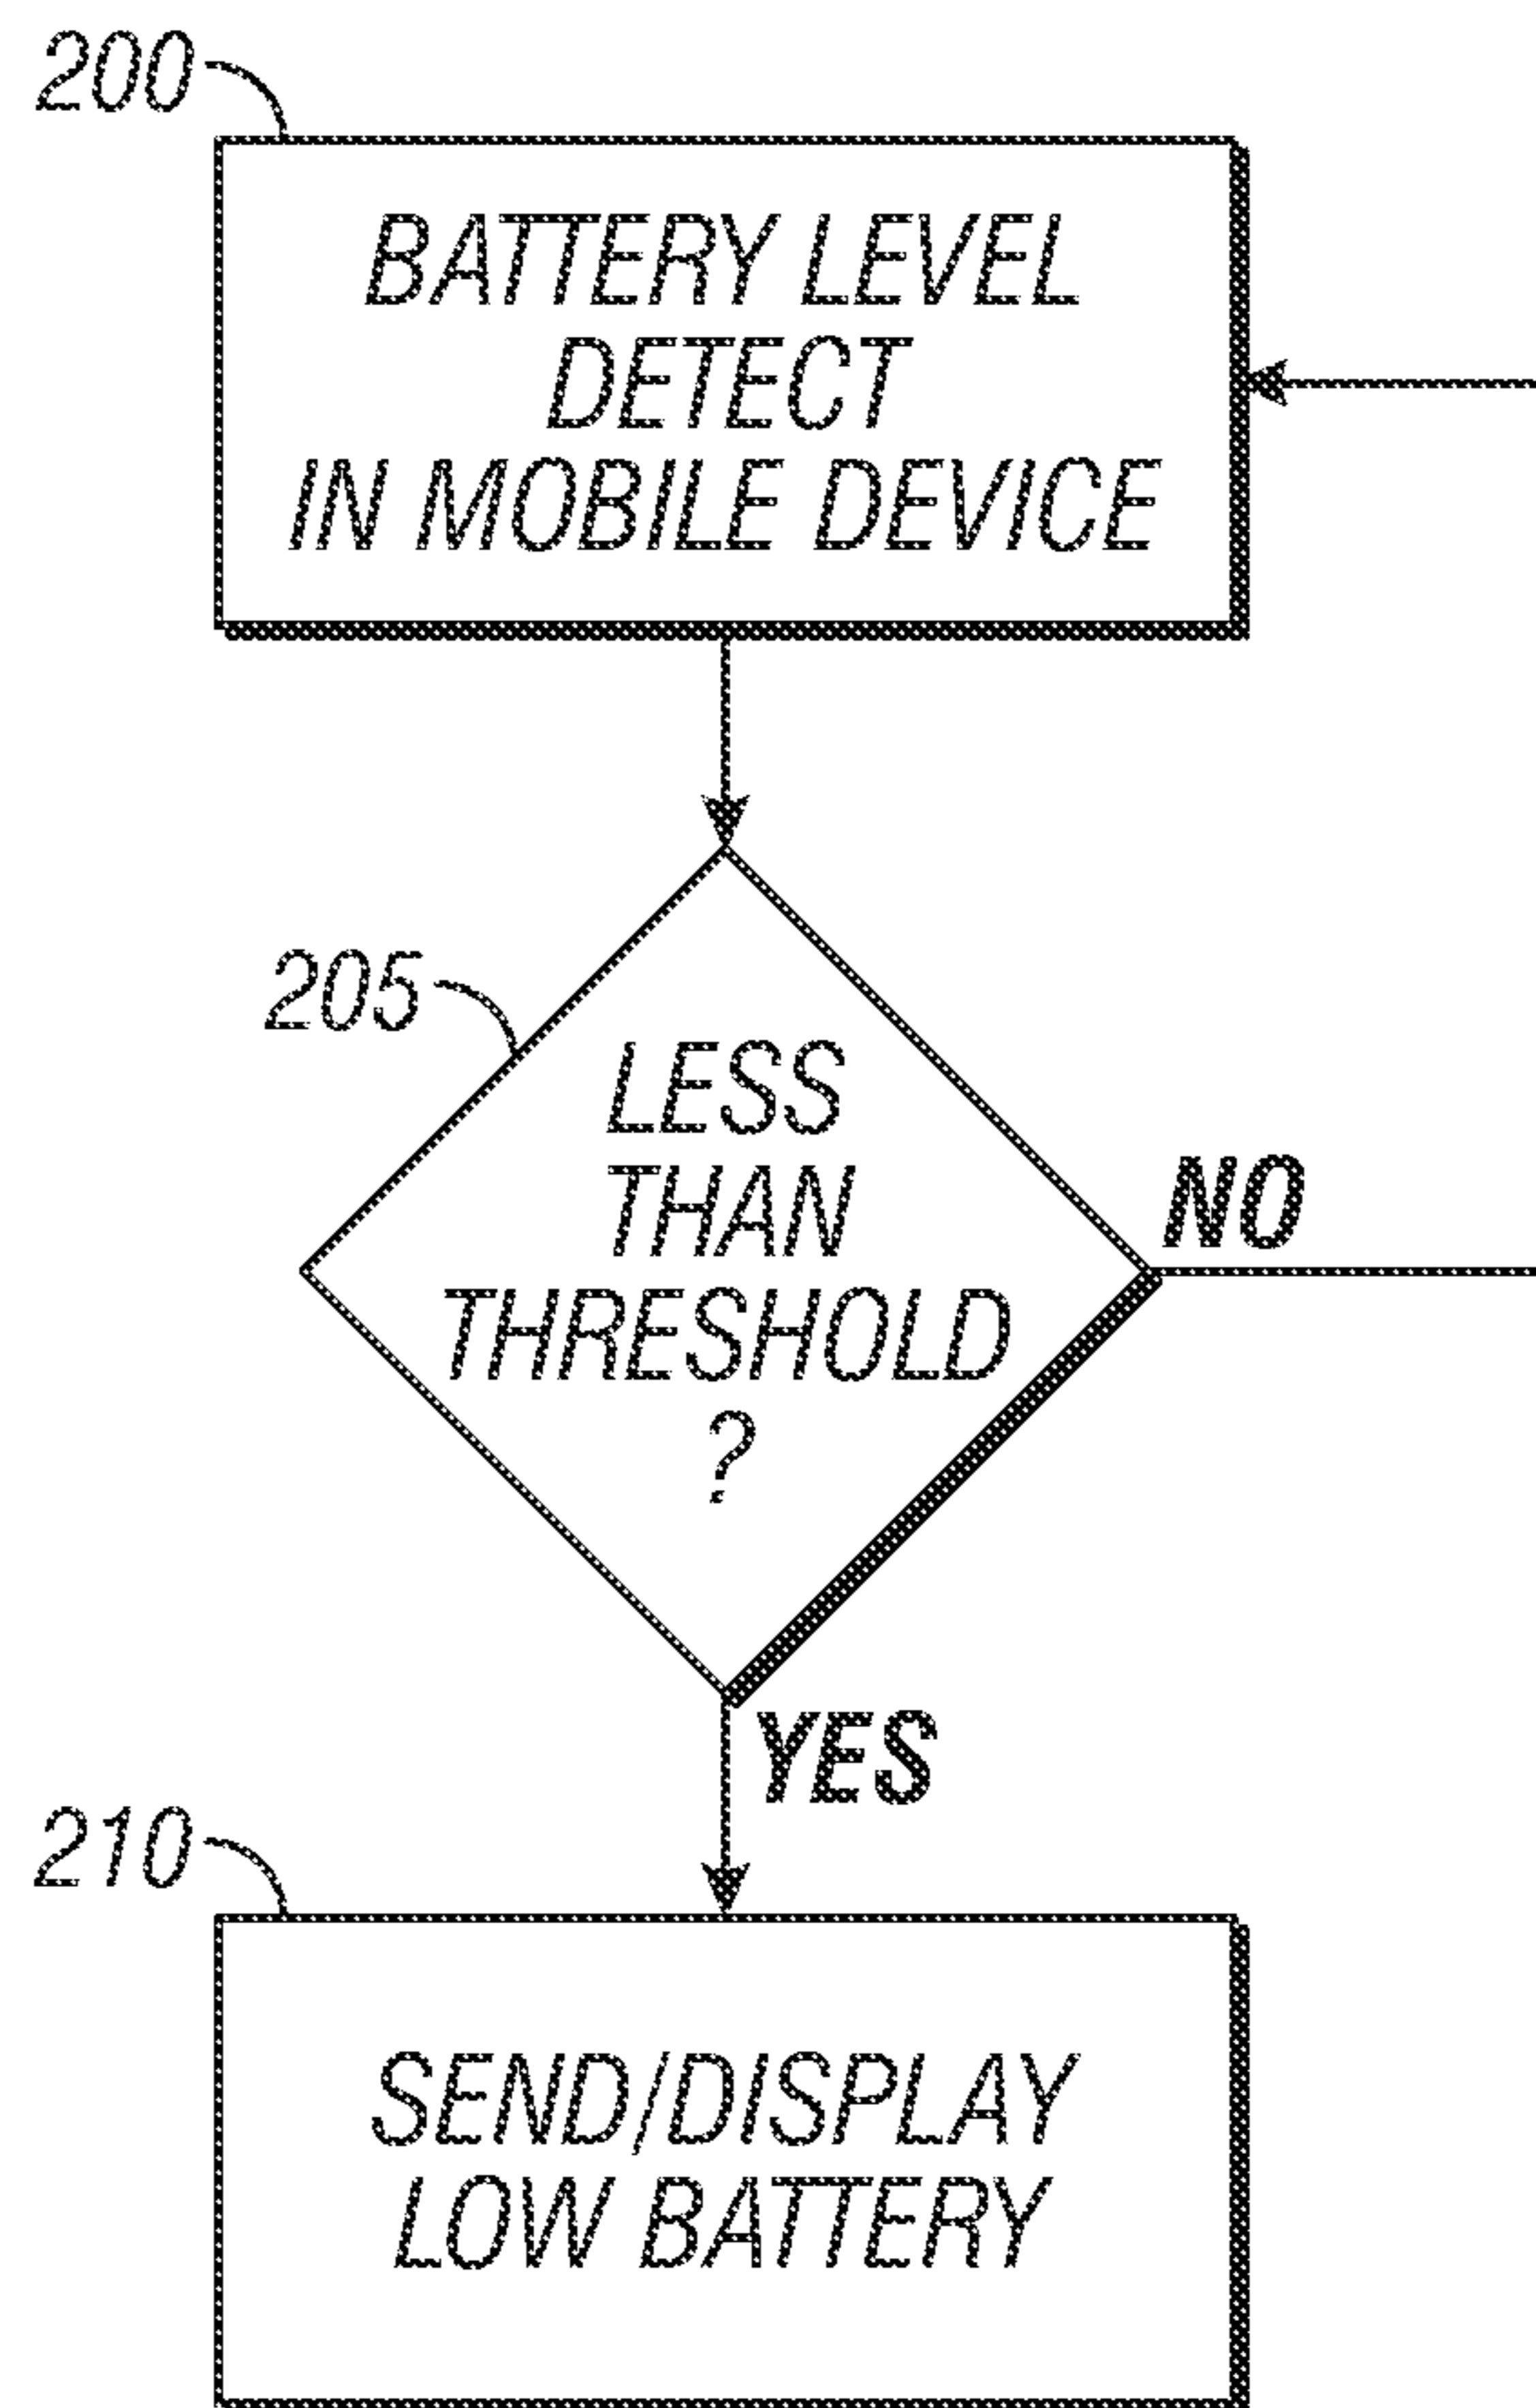 200
BATTERY LEVEL
DETECT
IN MOBILE DEVICE
205
LESS
THAN
THRESHOLD
?
NO
YES
210
SEND/DISPLAY
LOW BATTERY